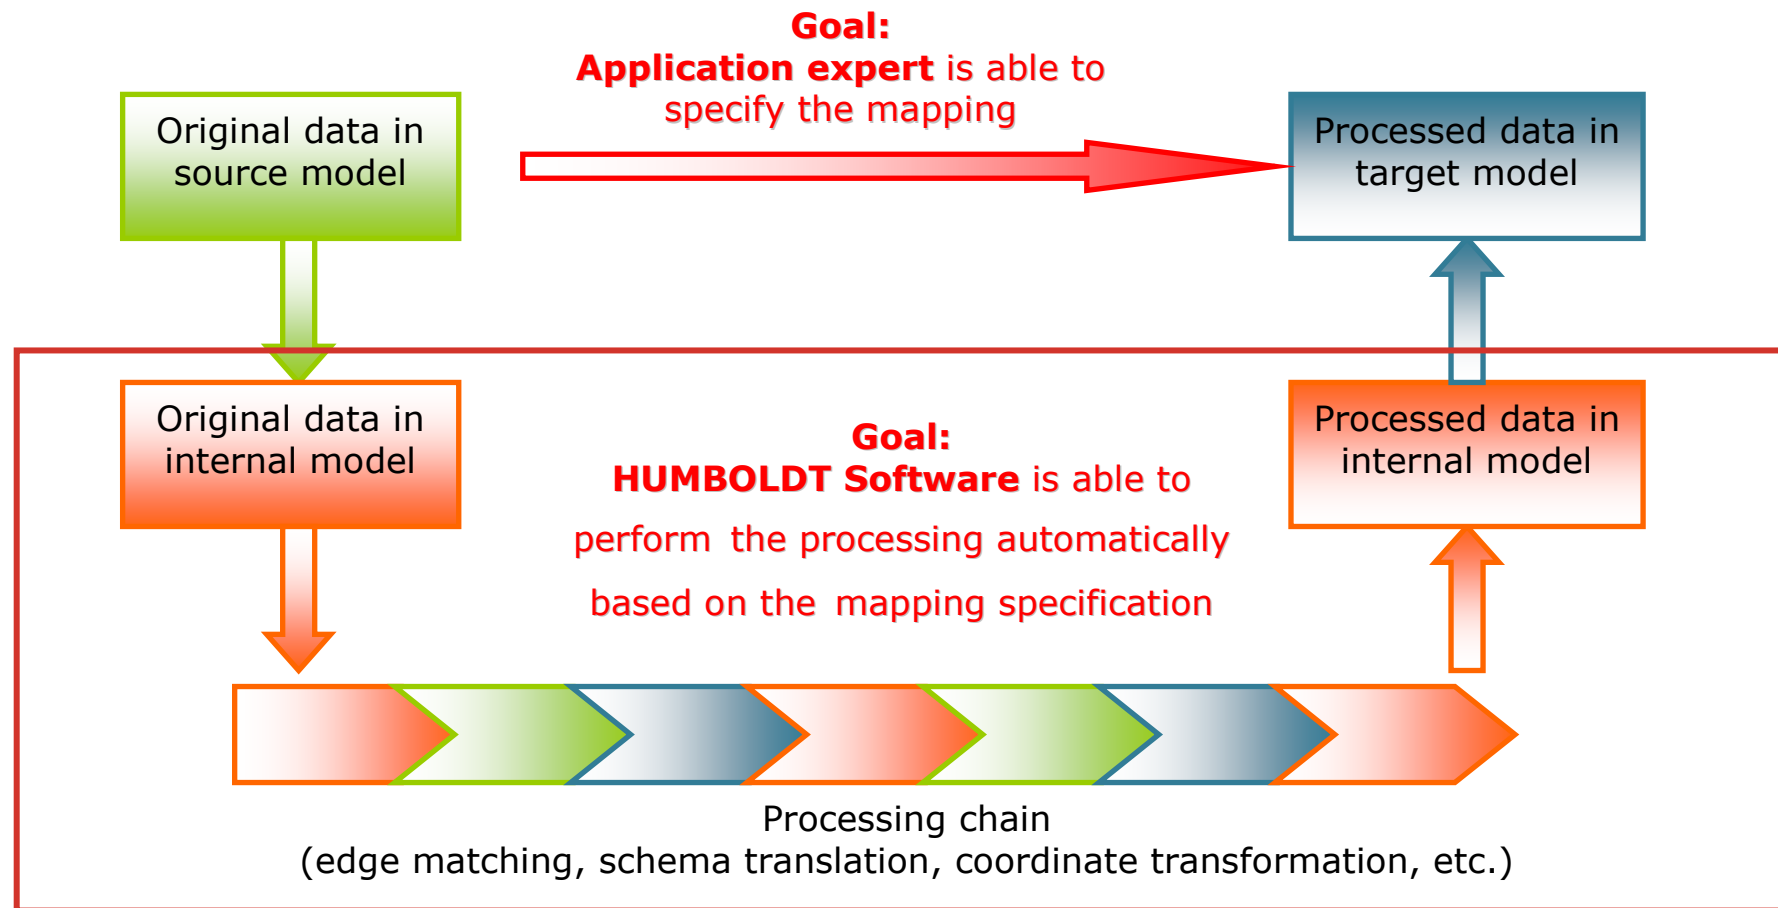 Goal:
Application expert is able to
specify the mapping
Original data in
source model
Processed data in
target model
Original data in
internal model
Goal:
HUMBOLDT Software is able to
perform the processing automatically
based on the mapping specification
Processed data in
internal model
Processing chain
(edge matching, schema translation, coordinate transformation, etc.)